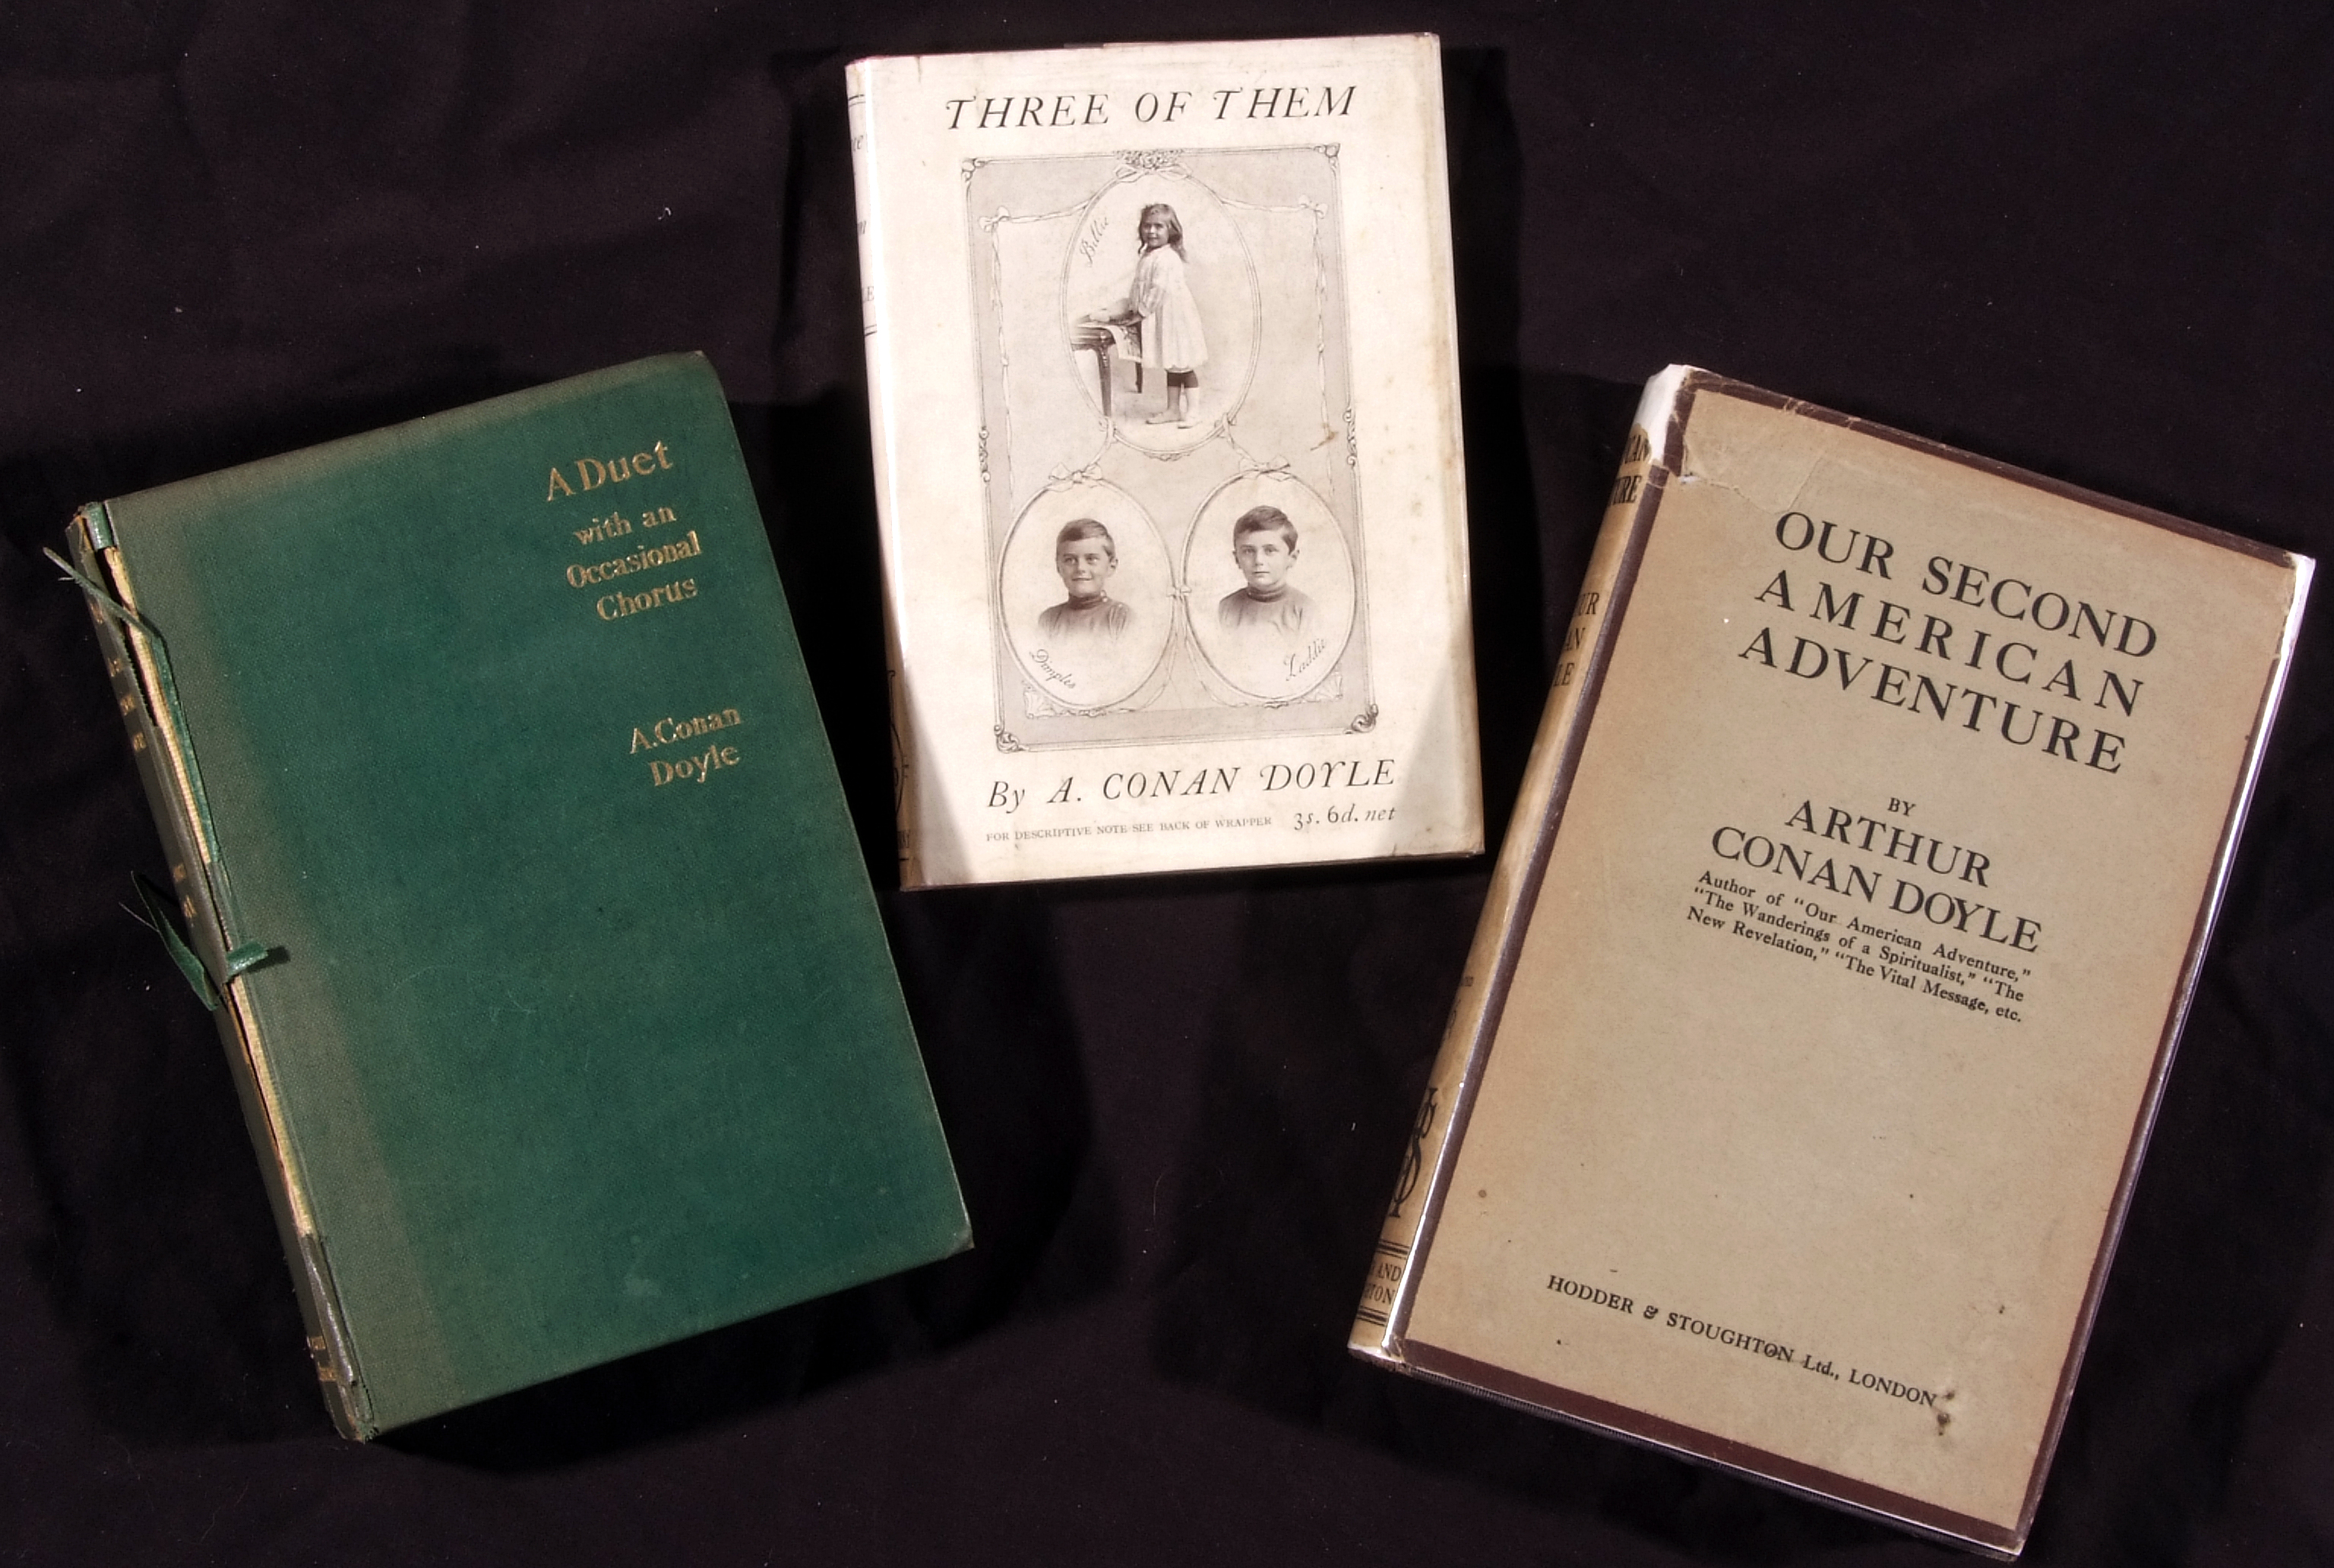 A Duet
with an
Occasional
Chorus
A. Conan
Doyle
THREE OF THEM
Billie
Dimples
Laddie
By A. CONAN DOYLE
FOR DESCRIPTIVE NOTE SEE BACK OF WRAPPER 3s. 6d. net
OUR SECOND
AMERICAN
ADVENTURE
BY
ARTHUR
CONAN DOYLE
Author of "Our American Adventure,"
"The Wanderings of a Spiritualist," "The
New Revelation," "The Vital Message, etc.
HODDER & STOUGHTON Ltd., LONDON